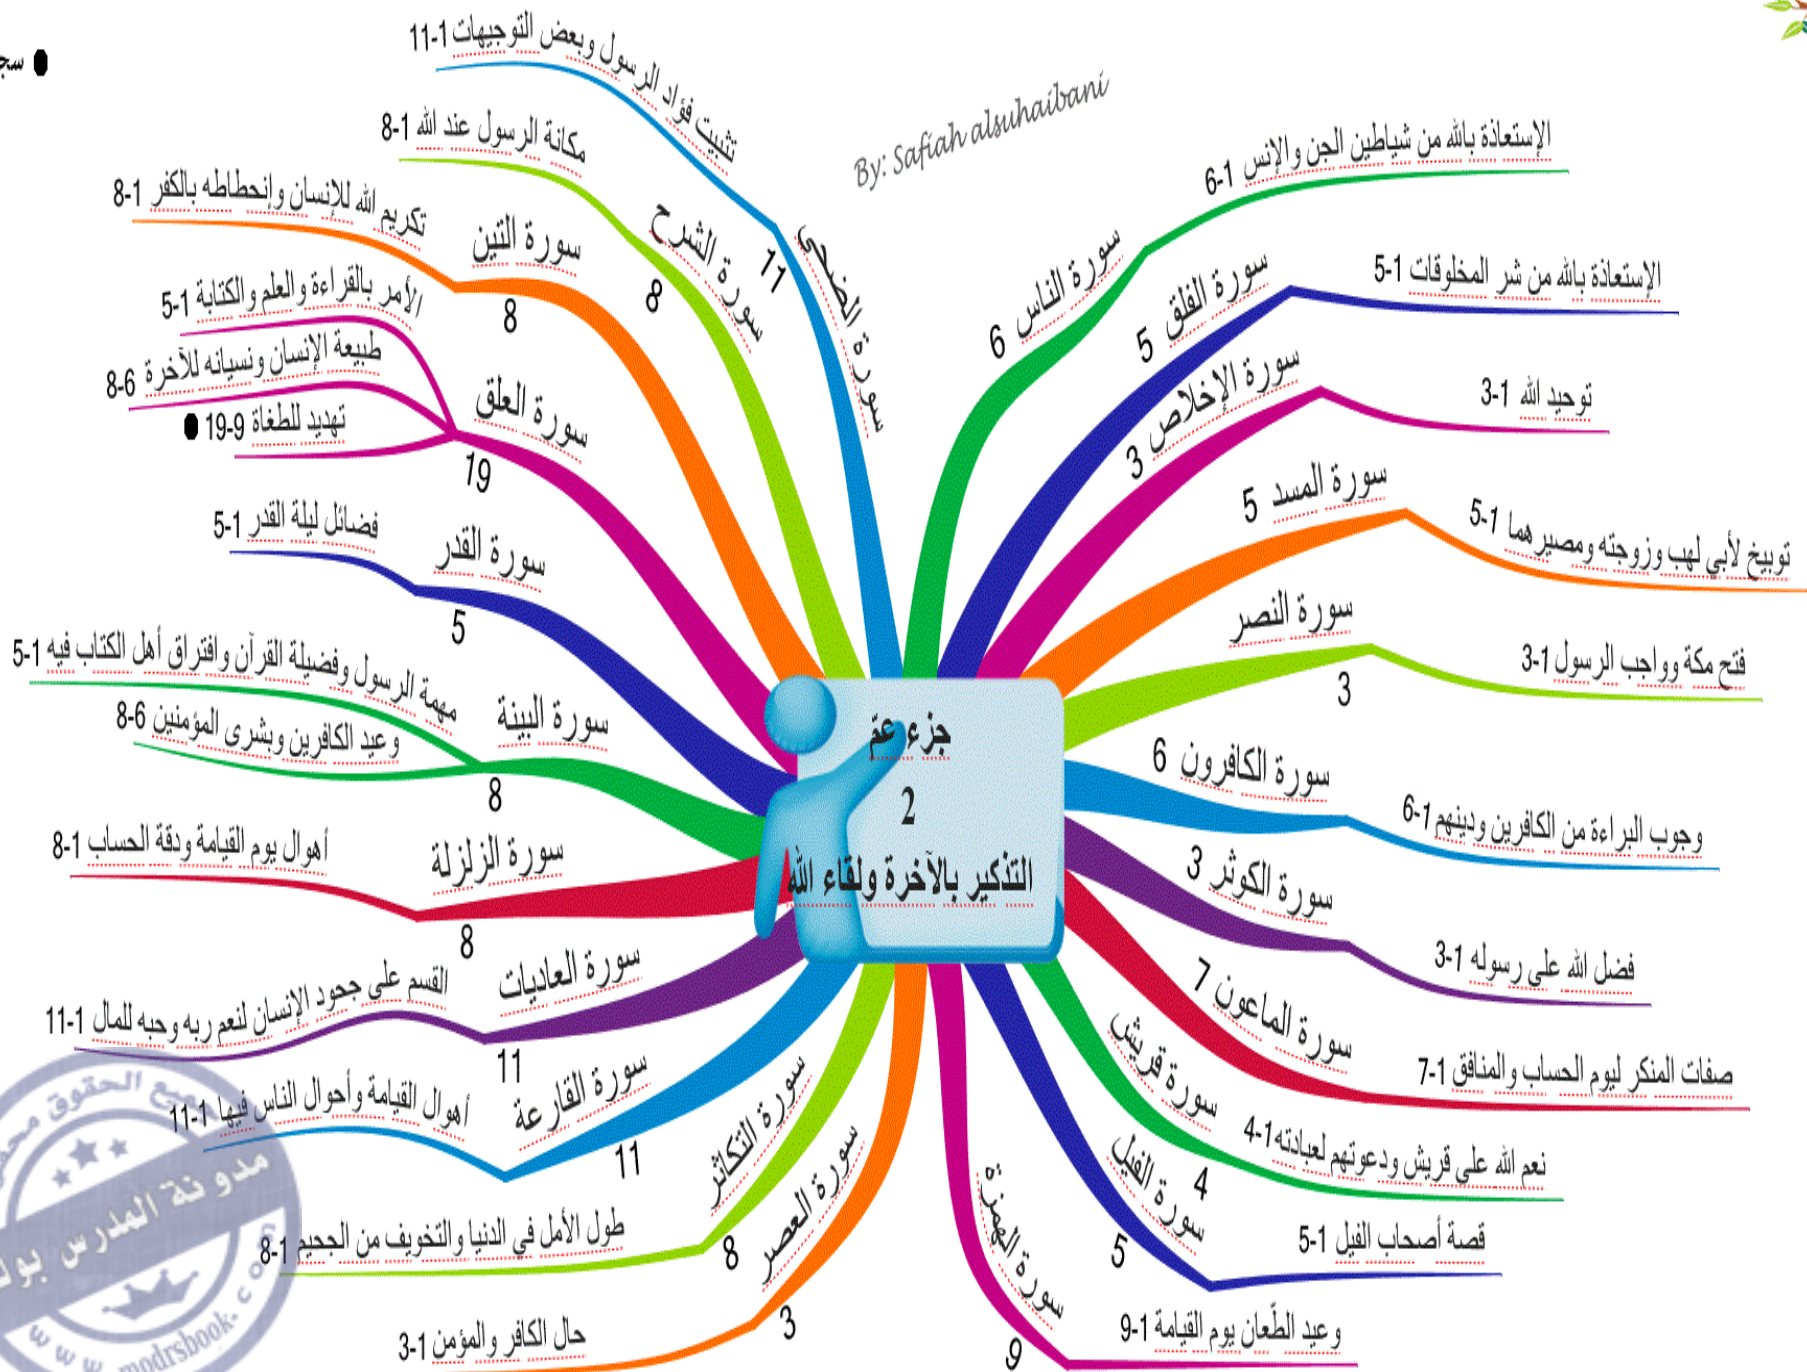 جزء عمّ
2
التذكير بالآخرة ولقاء الله
By: Safiah alsuhaibani
سورة الناس 6
الإستعاذة بالله من شياطين الجن والإنس 1-6
سورة الفلق 5
الإستعاذة بالله من شر المخلوقات 1-5
سورة الإخلاص 3
توحيد الله 1-3
سورة المسد 5
توبيخ لأبي لهب وزوجته ومصيرهما 1-5
سورة النصر
3
فتح مكة وواجب الرسول 1-3
سورة الكافرون 6
وجوب البراءة من الكافرين ودينهم 1-6
سورة الكوثر 3
فضل الله على رسوله 1-3
سورة الماعون 7
صفات المنكر ليوم الحساب والمنافق 1-7
سورة قريش
4
نعم الله على قريش ودعوتهم لعبادته 1-4
سورة الفيل
5
قصة أصحاب الفيل 1-5
سورة الهمزة
9
وعيد الطّعان يوم القيامة 1-9
سورة العصر
3
حال الكافر والمؤمن 1-3
سورة التكاثر
8
طول الأمل في الدنيا والتخويف من الجحيم 1-8
سورة القارعة
11
أهوال القيامة وأحوال الناس فيها 1-11
سورة العاديات
11
القسم على جحود الإنسان لنعم ربه وحبه للمال 1-11
سورة الزلزلة
8
أهوال يوم القيامة ودقة الحساب 1-8
سورة البينة
8
مهمة الرسول وفضيلة القرآن وافتراق أهل الكتاب فيه 1-5
وعيد الكافرين وبشرى المؤمنين 6-8
سورة القدر
5
فضائل ليلة القدر 1-5
سورة العلق
19
الأمر بالقراءة والعلم والكتابة 1-5
طبيعة الإنسان ونسيانه للآخرة 6-8
تهديد للطغاة 9-19
سورة التين
8
تكريم الله للإنسان وإنحطاطه بالكفر 1-8
سورة الشرح
8
مكانة الرسول عند الله 1-8
سورة الضحى
11
تثبيت فؤاد الرسول وبعض التوجيهات 1-11
مدونة المدرس
www.modrsbook.com